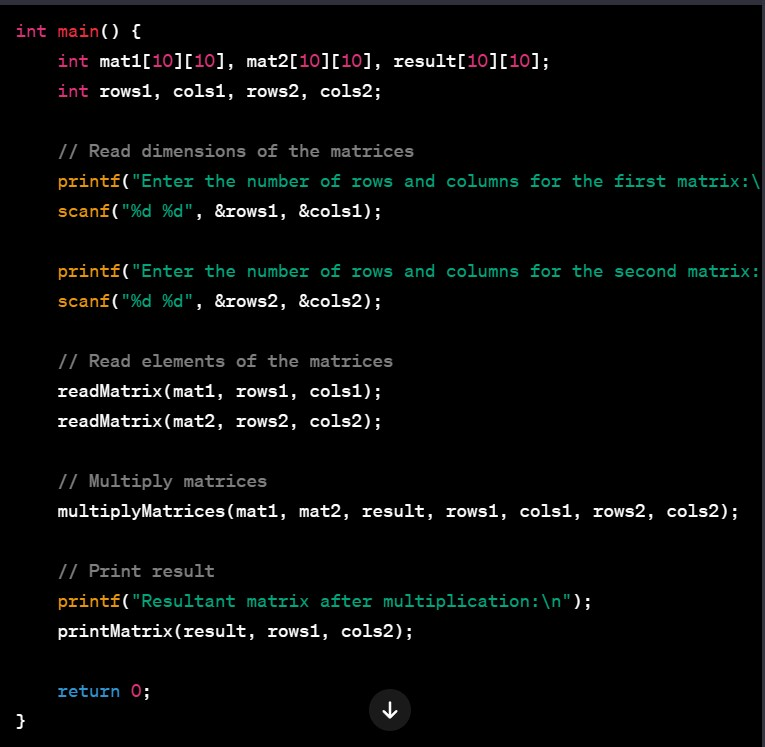 int main() {
    int mat1[10][10], mat2[10][10], result[10][10];
    int rows1, cols1, rows2, cols2;

    // Read dimensions of the matrices
    printf("Enter the number of rows and columns for the first matrix:\
    scanf("%d %d", &rows1, &cols1);

    printf("Enter the number of rows and columns for the second matrix:
    scanf("%d %d", &rows2, &cols2);

    // Read elements of the matrices
    readMatrix(mat1, rows1, cols1);
    readMatrix(mat2, rows2, cols2);

    // Multiply matrices
    multiplyMatrices(mat1, mat2, result, rows1, cols1, rows2, cols2);

    // Print result
    printf("Resultant matrix after multiplication:\n");
    printMatrix(result, rows1, cols2);

    return 0;
}